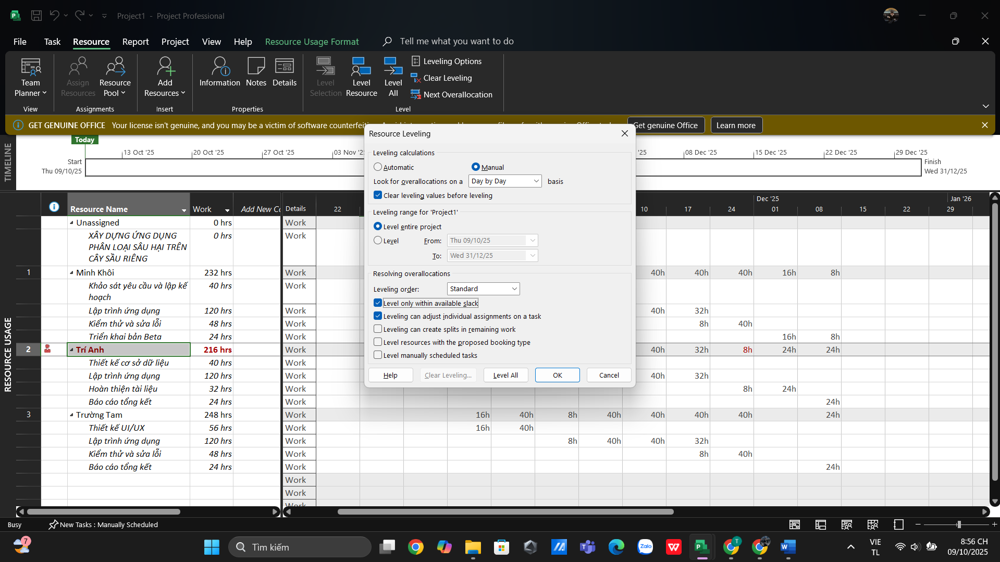 Project1 - Project Professional
File Task Resource Report Project View Help Resource Usage Format Tell me what you want to do
Team Planner
Assign Resources
Resource Pool
Add Resources
Information
Notes
Details
Level Selection
Level Resource
Level All
Leveling Options
Clear Leveling
Next Overallocation
View
Assignments
Insert
Properties
Level
GET GENUINE OFFICE Your license isn't genuine, and you may be a victim of software
Get genuine Office
Learn more
TIMELINE
Today
13 Oct '25
20 Oct '25
27 Oct '25
03 Nov '2
'25
08 Dec '25
15 Dec '25
22 Dec '25
29 Dec '25
Start
Thu 09/10/25
Finish
Wed 31/12/25
Resource Leveling
Leveling calculations
Automatic Manual
Look for overallocations on a Day by Day basis
Clear leveling values before leveling
Leveling range for 'Project1'
Level entire project
Level From: Thu 09/10/25
To: Wed 31/12/25
Resolving overallocations
Leveling order: Standard
Level only within available slack
Leveling can adjust individual assignments on a task
Leveling can create splits in remaining work
Level resources with the proposed booking type
Level manually scheduled tasks
Help Clear Leveling... Level All OK Cancel
RESOURCE USAGE
Dec '25 Jan '26
Resource Name Work Add New Details 22 10 17 24 01 08 15 22 29
Unassigned 0 hrs Work
XÂY DỰNG ỨNG DỤNG 0 hrs Work
PHÂN LOẠI SÂU HẠI TRÊN
CÂY SẦU RIÊNG
1 Minh Khôi 232 hrs Work 40h 40h 40h 16h 8h
Khảo sát yêu cầu và lập kế 40 hrs Work
hoạch
Lập trình ứng dụng 120 hrs Work 40h 32h
Kiểm thử và sửa lỗi 48 hrs Work 8h 40h
Triển khai bản Beta 24 hrs Work 16h 8h
2 Trí Anh 216 hrs Work 40h 32h 8h 24h 24h
Thiết kế cơ sở dữ liệu 40 hrs Work
Lập trình ứng dụng 120 hrs Work 40h 32h
Hoàn thiện tài liệu 32 hrs Work 8h 24h
Báo cáo tổng kết 24 hrs Work 24h
3 Trường Tam 248 hrs Work 16h 40h 8h 40h 40h 40h 40h 24h
Thiết kế UI/UX 56 hrs Work 16h 40h
Lập trình ứng dụng 120 hrs Work 8h 40h 40h 32h
Kiểm thử và sửa lỗi 48 hrs Work 8h 40h
Báo cáo tổng kết 24 hrs Work 24h
Work
Work
Work
Busy New Tasks : Manually Scheduled
7
Tìm kiếm
Zalo
VIE
TL
8:56 CH
09/10/2025